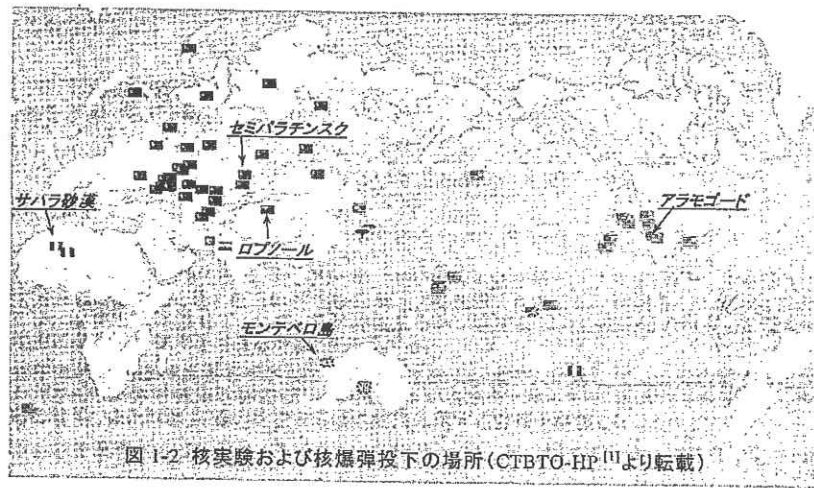 セミパラチンスク
サハラ砂漠
アラモゴード
ロプノール
モンテベロ島
図 1-2 核実験および核爆弾投下の場所(CTBTO-HP[1]より転載)